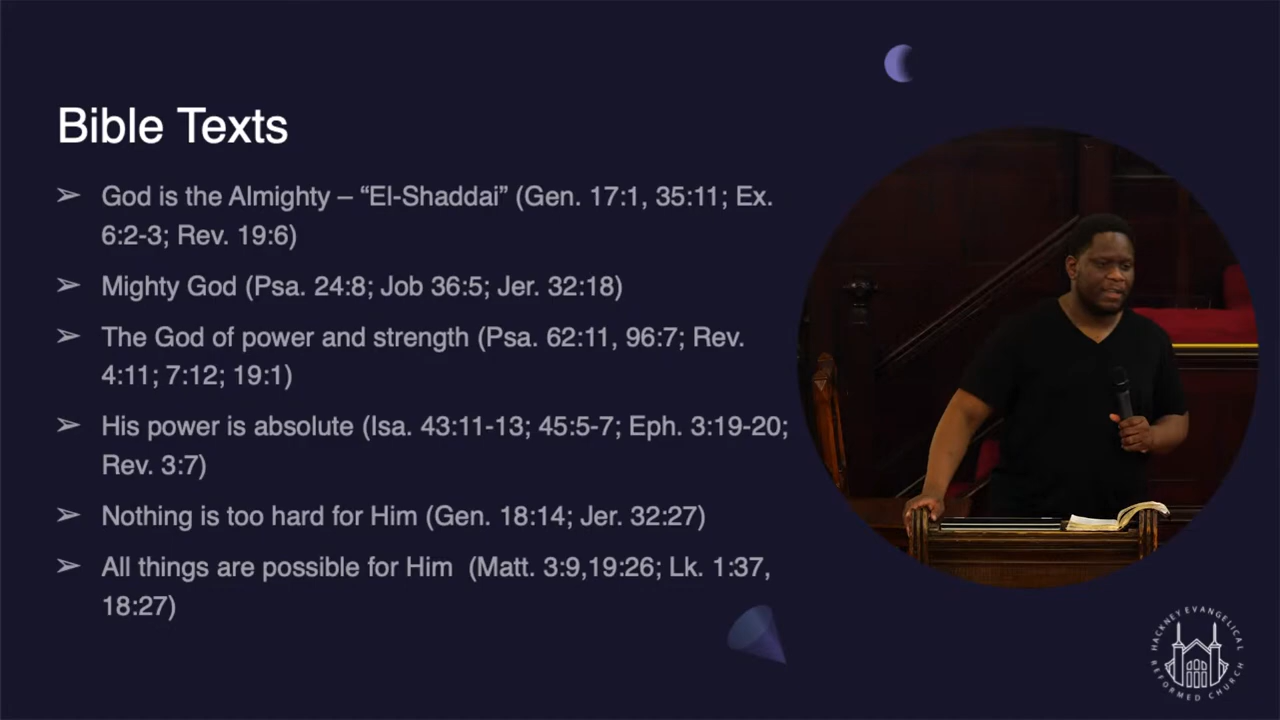 Bible Texts
➢ God is the Almighty – “El-Shaddai” (Gen. 17:1, 35:11; Ex.
6:2-3; Rev. 19:6)
➢ Mighty God (Psa. 24:8; Job 36:5; Jer. 32:18)
➢ The God of power and strength (Psa. 62:11, 96:7; Rev.
4:11; 7:12; 19:1)
➢ His power is absolute (Isa. 43:11-13; 45:5-7; Eph. 3:19-20;
Rev. 3:7)
➢ Nothing is too hard for Him (Gen. 18:14; Jer. 32:27)
➢ All things are possible for Him  (Matt. 3:9,19:26; Lk. 1:37,
18:27)
HACKNEY EVANGELICAL
REFORMED CHURCH